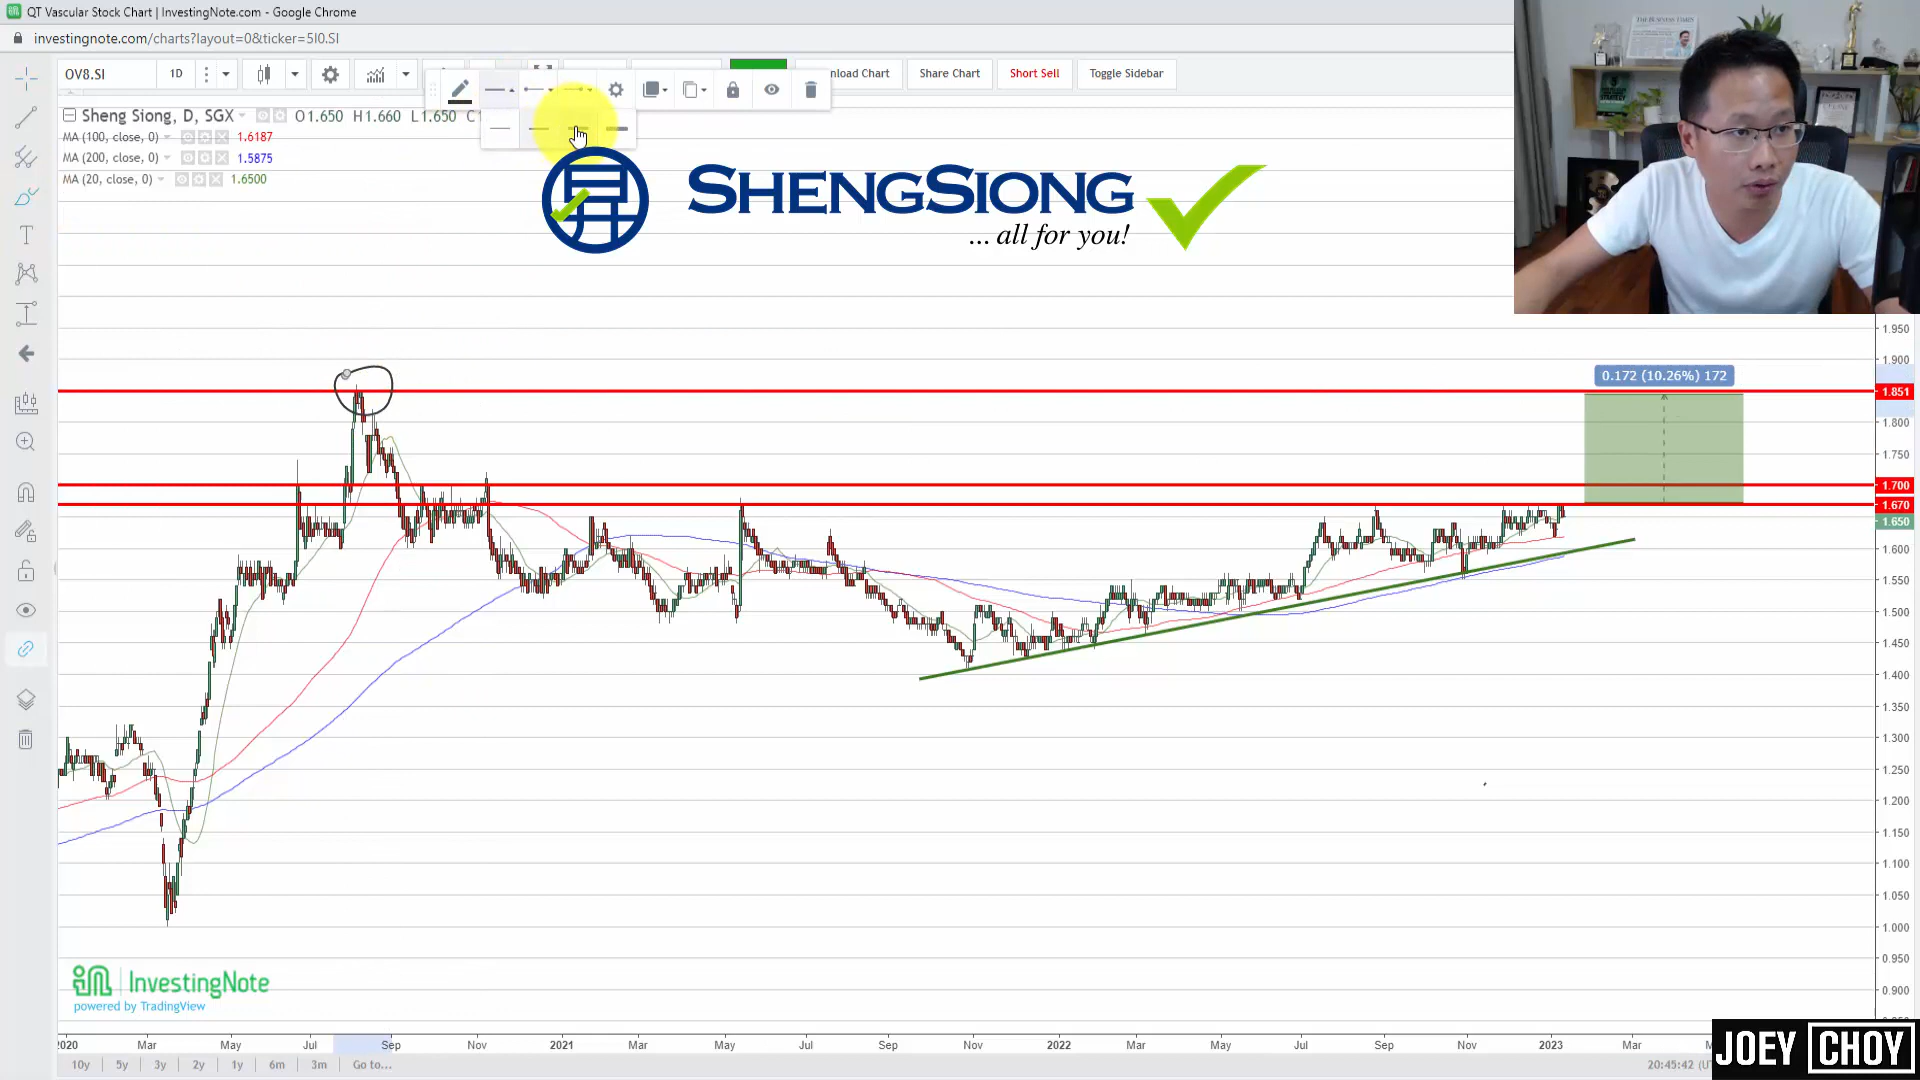 QT Vascular Stock Chart | InvestingNote.com - Google Chrome
investingnote.com/charts?layout=0&ticker=5I0.SI
OV8.SI 1D nload Chart Share Chart Short Sell Toggle Sidebar
Sheng Siong, D, SGX O1.650 H1.660 L1.650
MA (100, close, 0) 1.6187
MA (200, close, 0) 1.5875
MA (20, close, 0) 1.6500
SHENGSIONG
... all for you!
THE BUSINESS TIMES
1.950
1.900
0.172 (10.26%) 172
1.851
1.800
1.750
1.700
1.670
1.650
1.600
1.550
1.500
1.450
1.400
1.350
1.300
1.250
1.200
1.150
1.100
1.050
1.000
0.950
0.900
InvestingNote
powered by TradingView
2020 Mar May Jul Sep Nov 2021 Mar May Jul Sep Nov 2022 Mar May Jul Sep Nov 2023 Mar
10y 5y 3y 2y 1y 6m 3m Go to... 20:45:42
JOEY CHOY